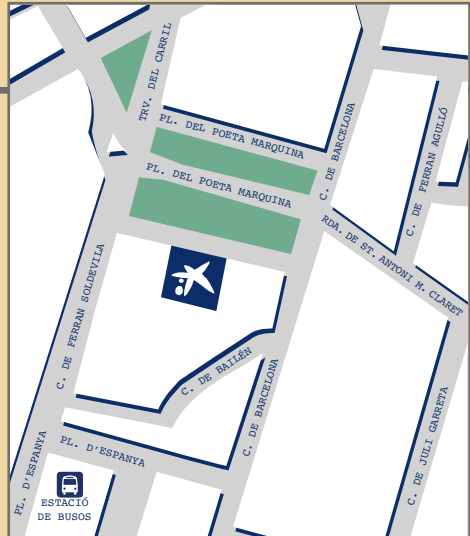 TRV. DEL CARRIL
PL. DEL POETA MARQUINA
C. DE BARCELONA
C. DE FERRAN AGULLÓ
PL. DEL POETA MARQUINA
RDA. DE ST. ANTONI M. CLARET
C. DE FERRAN SOLDEVILA
C. DE BAILÉN
C. DE BARCELONA
C. DE JULI GARRETA
PL. D'ESPANYA
PL. D'ESPANYA
ESTACIÓ
DE BUSOS